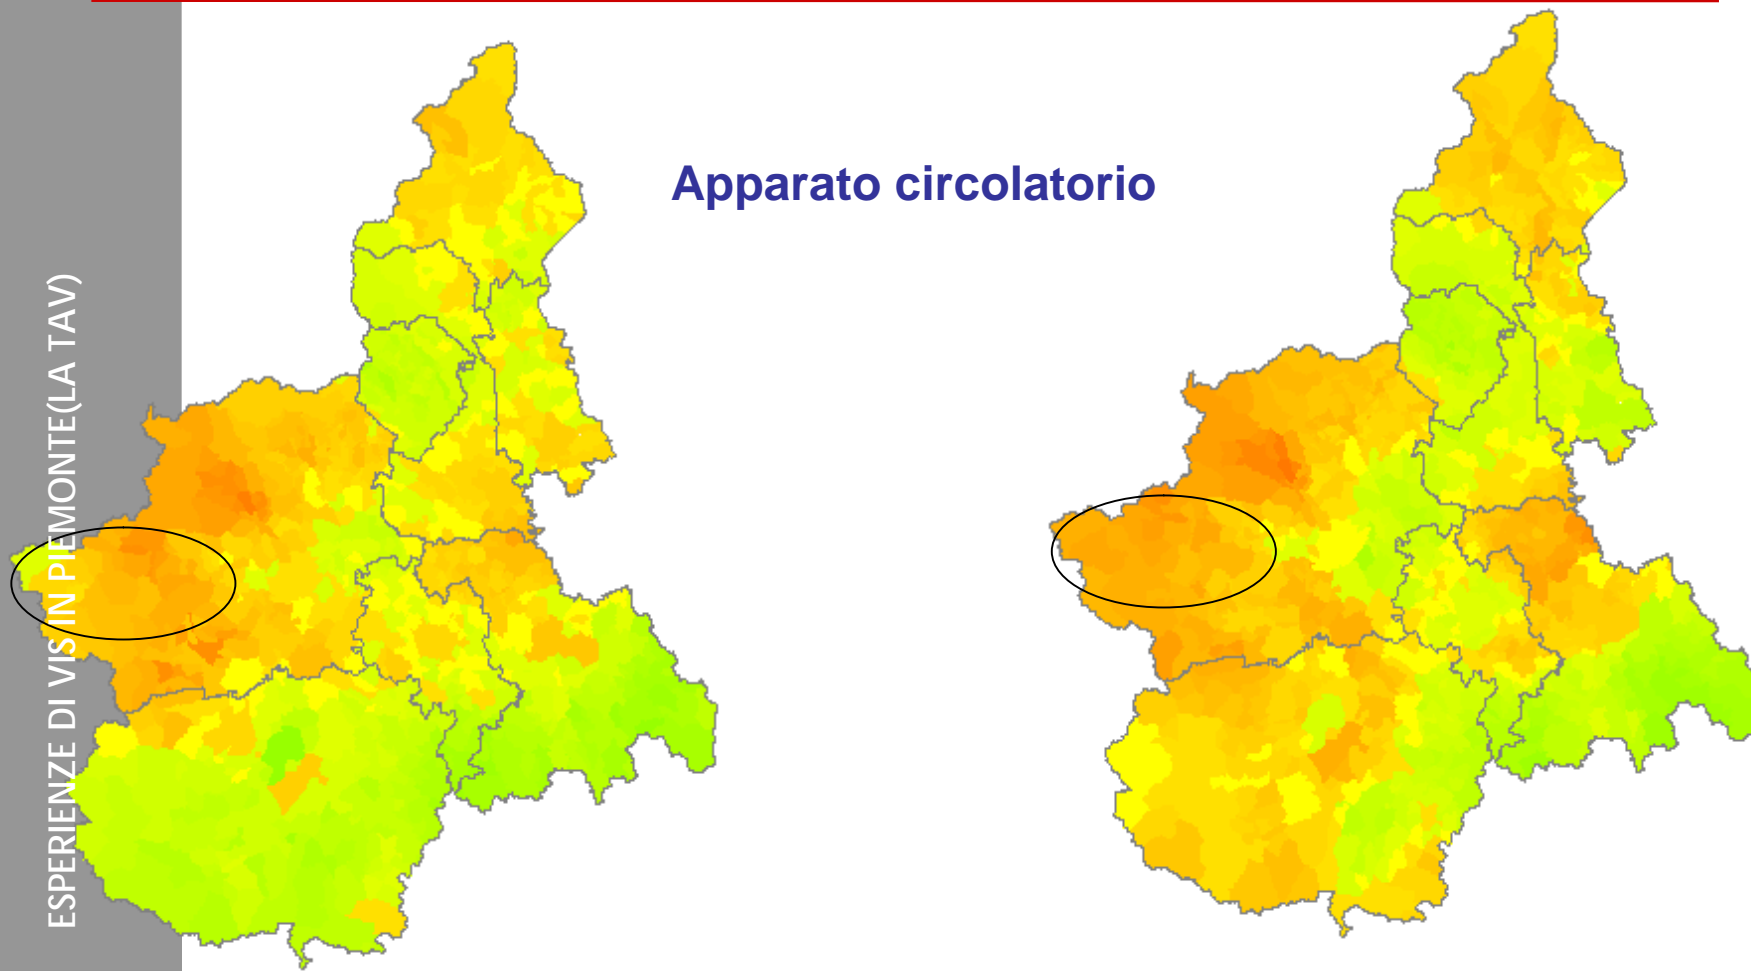 Apparato circolatorio
ESPERIENZE DI VIS IN PIEMONTE(LA TAV)